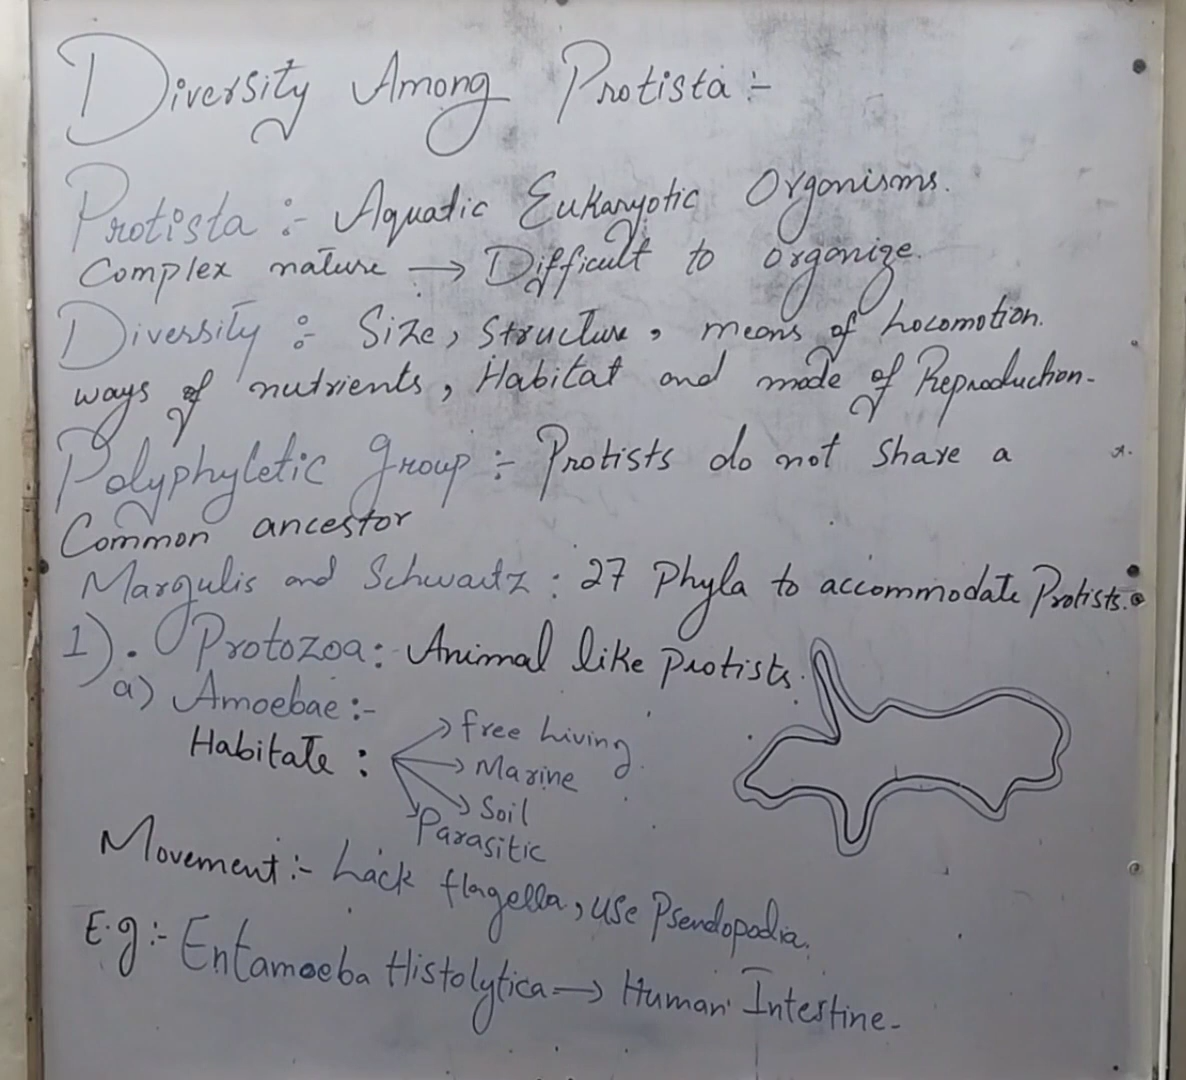 Diversity Among Protista :-
Protista :- Aquatic Eukaryotic Organisms.
Complex nature → Difficult to organize.
Diversity :- Size, Structure, means of Locomotion.
ways of nutrients, Habitat and mode of Reproduction.
Polyphyletic group :- Protists do not share a
Common ancestor
Margulis and Schwartz : 27 Phyla to accommodate Protists.
1). Protozoa: Animal like protists.
a) Amoebae :-
Habitate : → free Living.
→ Marine
→ Soil
→ Parasitic
Movement :- Lack flagella, use Pseudopodia.
E.g :- Entamoeba Histolytica → Human Intestine.